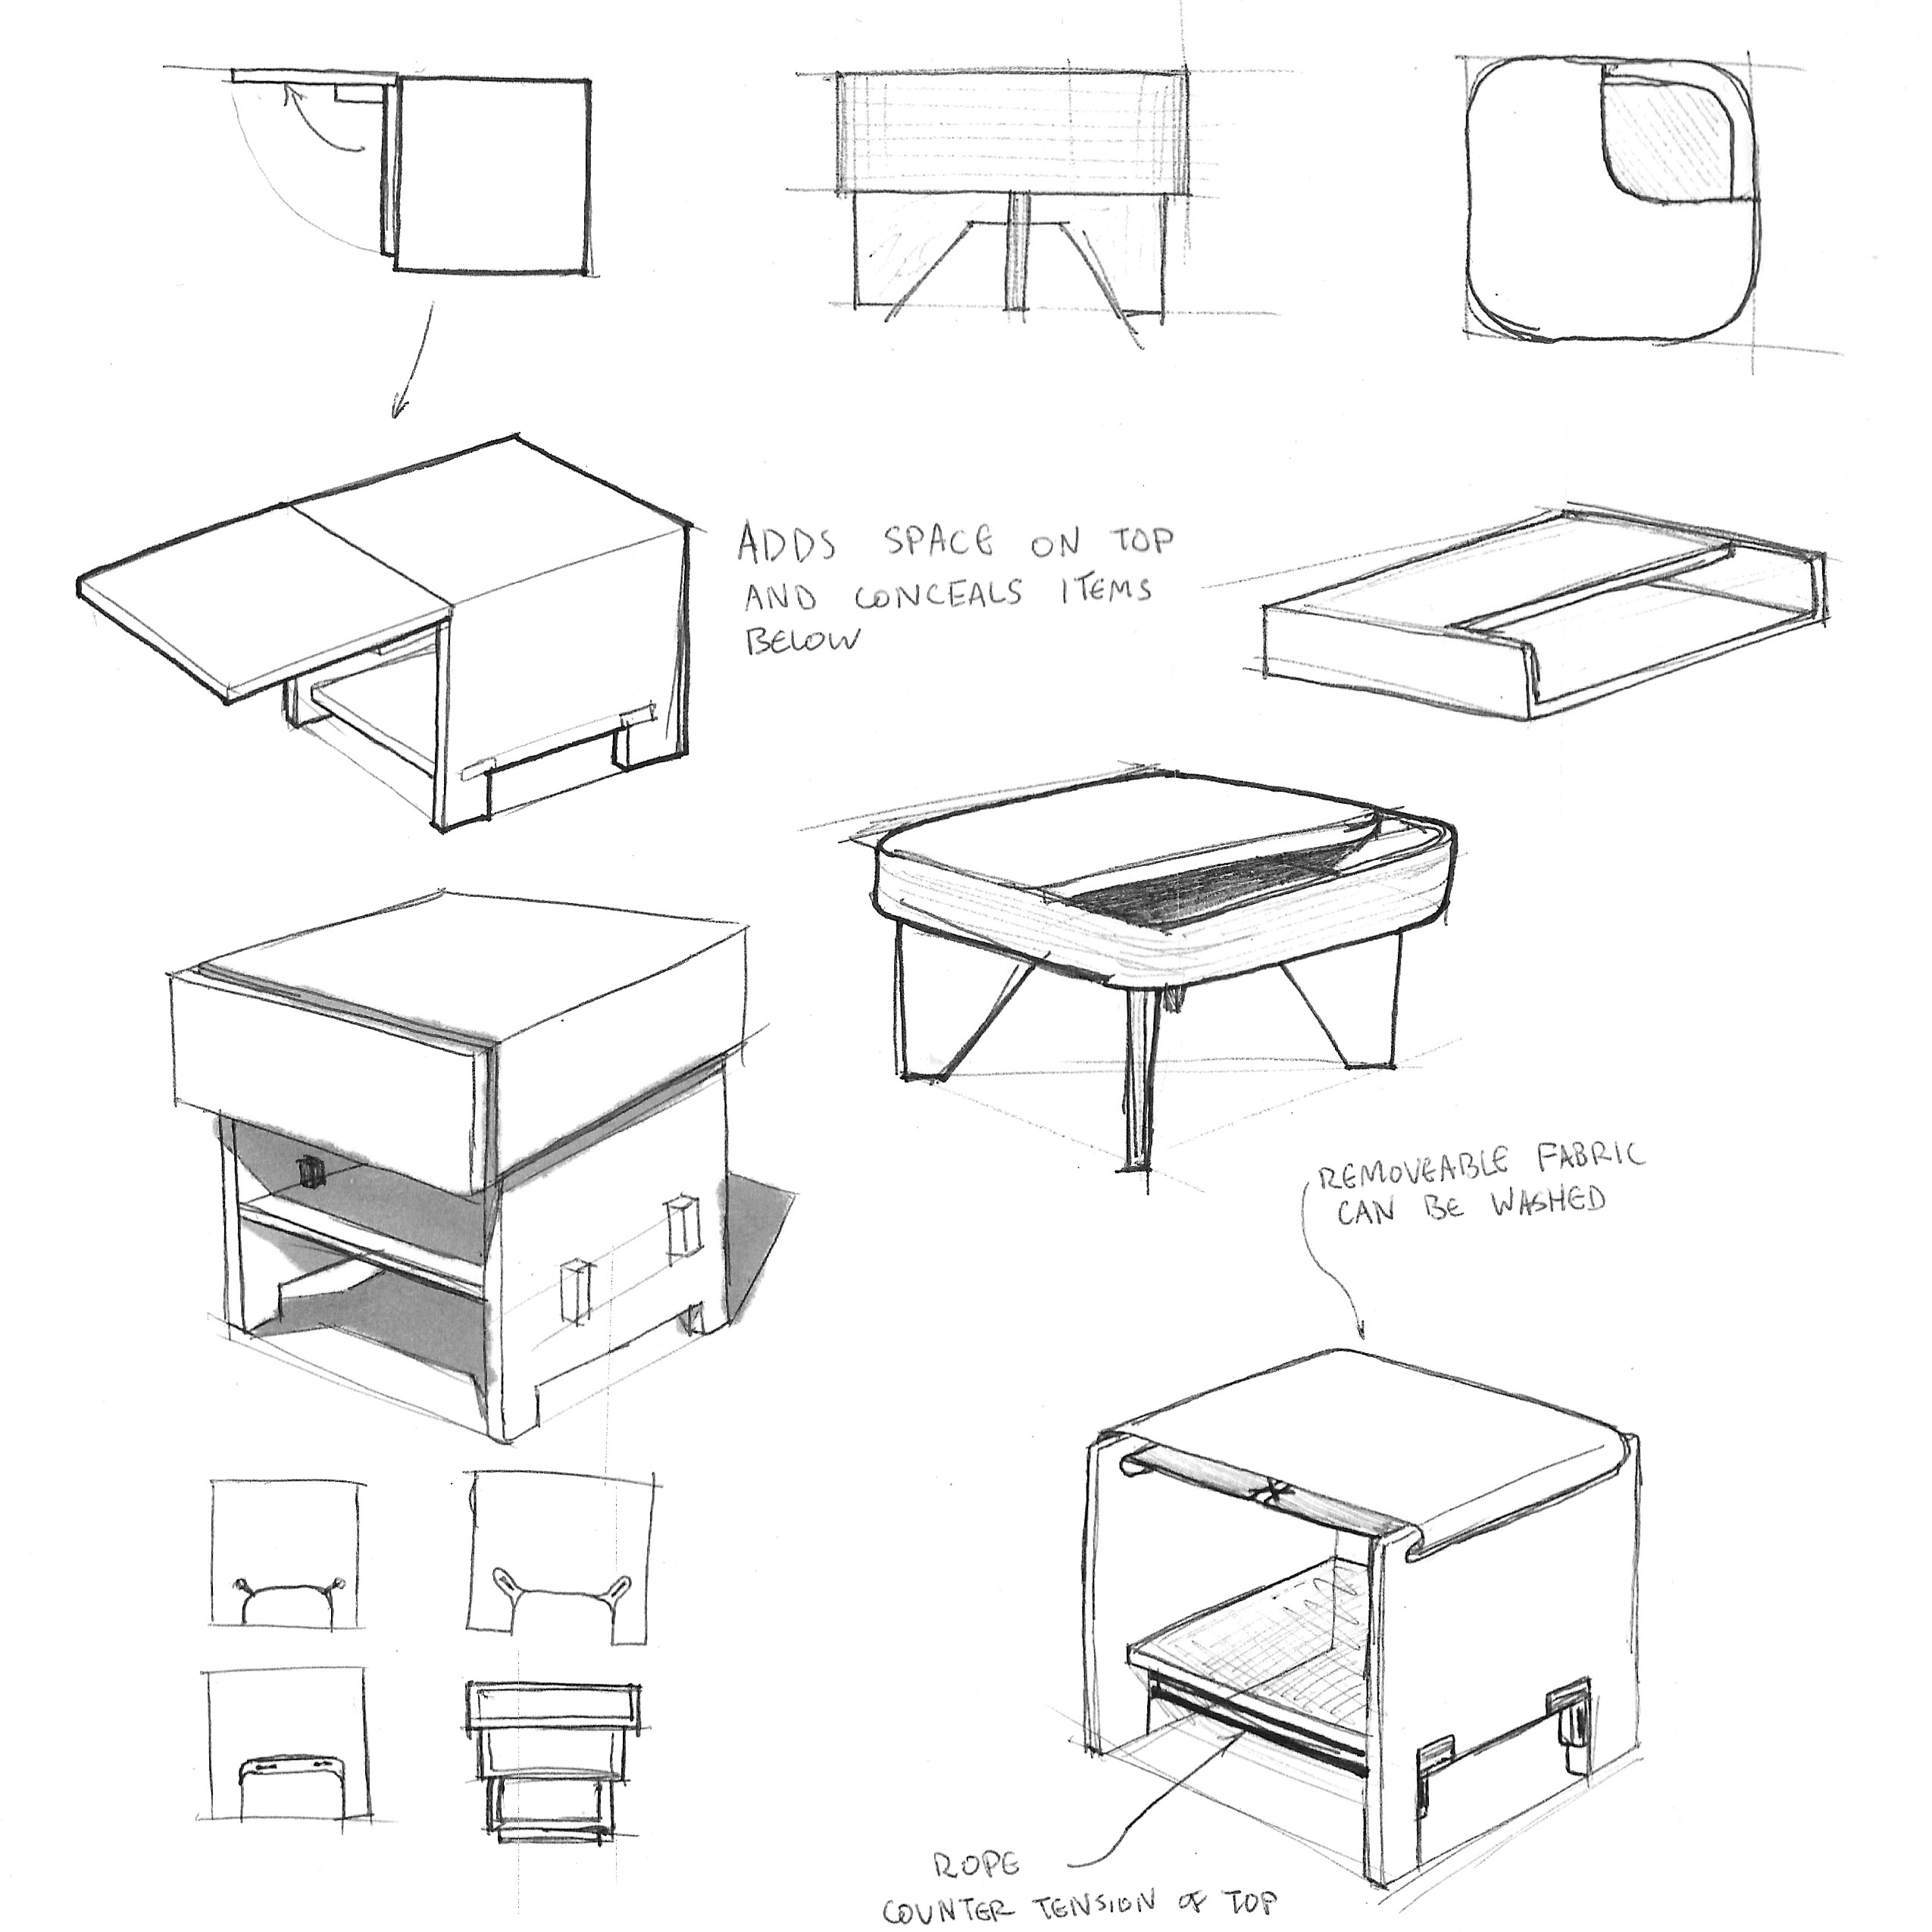 ADDS SPACE ON TOP
AND CONCEALS ITEMS
BELOW
REMOVEABLE FABRIC
CAN BE WASHED
ROPE
COUNTER TENSION OF TOP